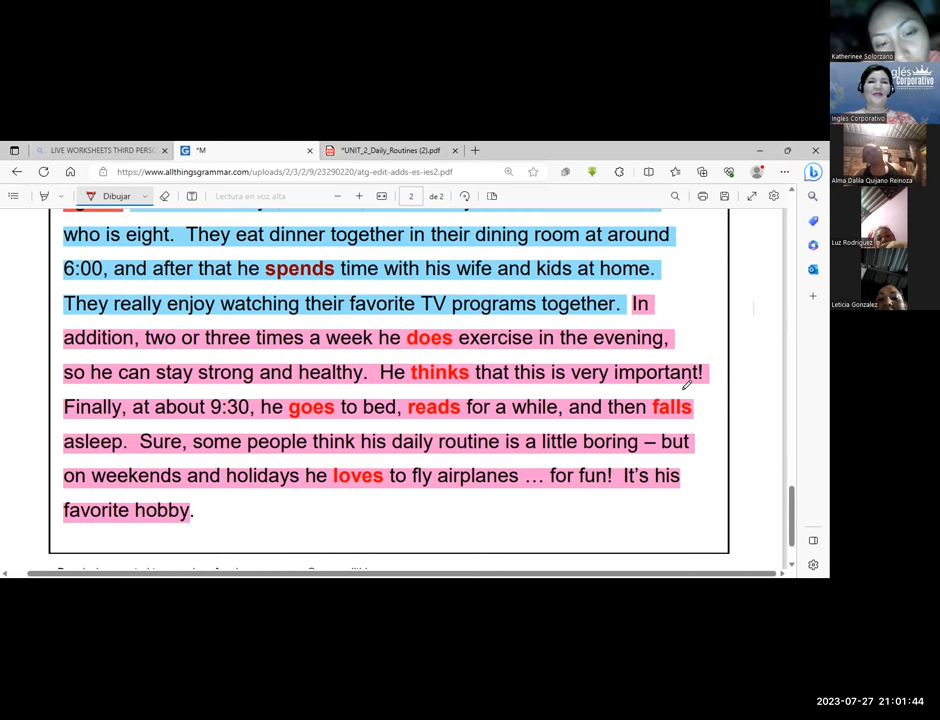 Katherinee Solorzano
glés
Corporativo
Ingles Corporativo
Alma Dalila Quijano Reinoza
Luz Rodriguez
Leticia Gonzalez
LIVE WORKSHEETS THIRD PERSO
*M
*UNIT_2_Daily_Routines (2).pdf
https://www.allthingsgrammar.com/uploads/2/3/2/9/23290220/atg-edit-adds-es-ies2.pdf
Dibujar
Lectura en voz alta
2
de 2
who is eight. They eat dinner together in their dining room at around
6:00, and after that he spends time with his wife and kids at home.
They really enjoy watching their favorite TV programs together. In
addition, two or three times a week he does exercise in the evening,
so he can stay strong and healthy. He thinks that this is very important!
Finally, at about 9:30, he goes to bed, reads for a while, and then falls
asleep. Sure, some people think his daily routine is a little boring – but
on weekends and holidays he loves to fly airplanes … for fun! It's his
favorite hobby.
2023-07-27 21:01:44